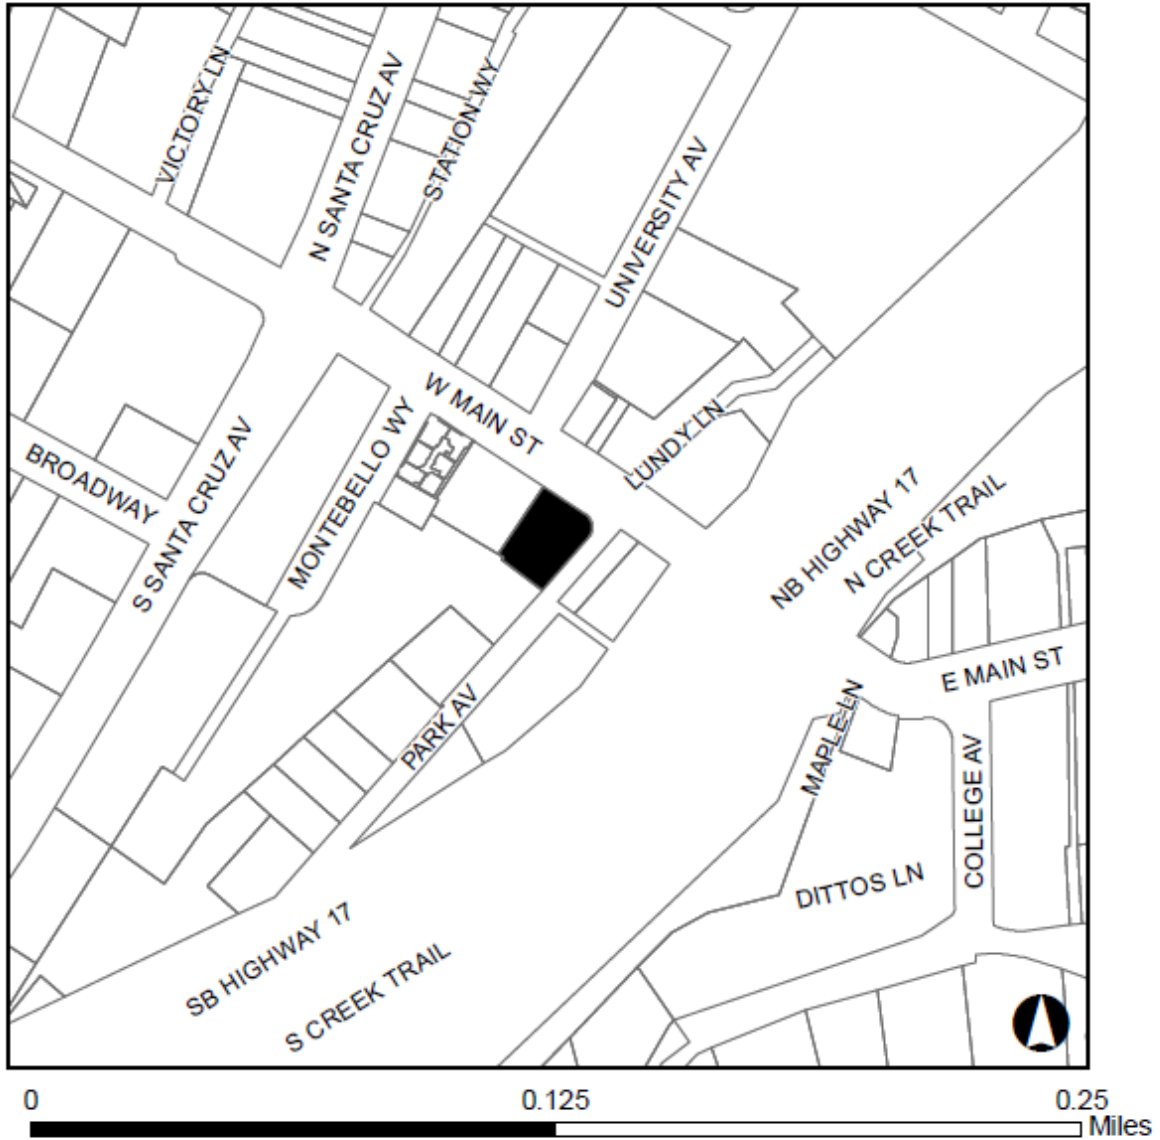 VICTORY LN
N SANTA CRUZ AV
STATION WY
UNIVERSITY AV
W MAIN ST
LUNDY LN
BROADWAY
S SANTA CRUZ AV
MONTEBELLO WY
NB HIGHWAY 17
N CREEK TRAIL
E MAIN ST
PARK AV
MAPLE LN
COLLEGE AV
DITTOS LN
SB HIGHWAY 17
S CREEK TRAIL
0 0.125 0.25
Miles